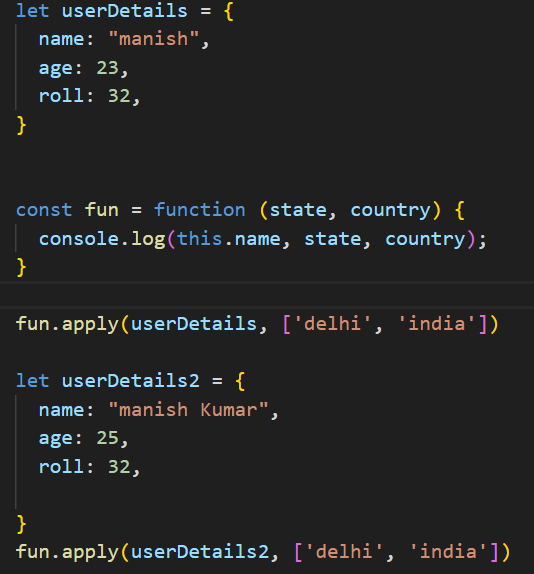 let userDetails = {
  name: "manish",
  age: 23,
  roll: 32,
}
const fun = function (state, country) {
  console.log(this.name, state, country);
}
fun.apply(userDetails, ['delhi', 'india'])
let userDetails2 = {
  name: "manish Kumar",
  age: 25,
  roll: 32,
}
fun.apply(userDetails2, ['delhi', 'india'])